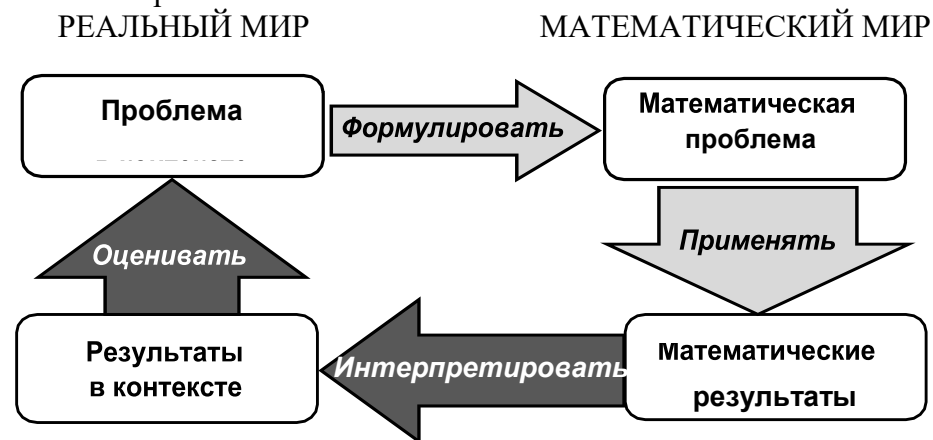 РЕАЛЬНЫЙ МИР
МАТЕМАТИЧЕСКИЙ МИР
Проблема
Формулировать
Математическая
проблема
Применять
Оценивать
Результаты
в контексте
Интерпретировать
Математические
результаты